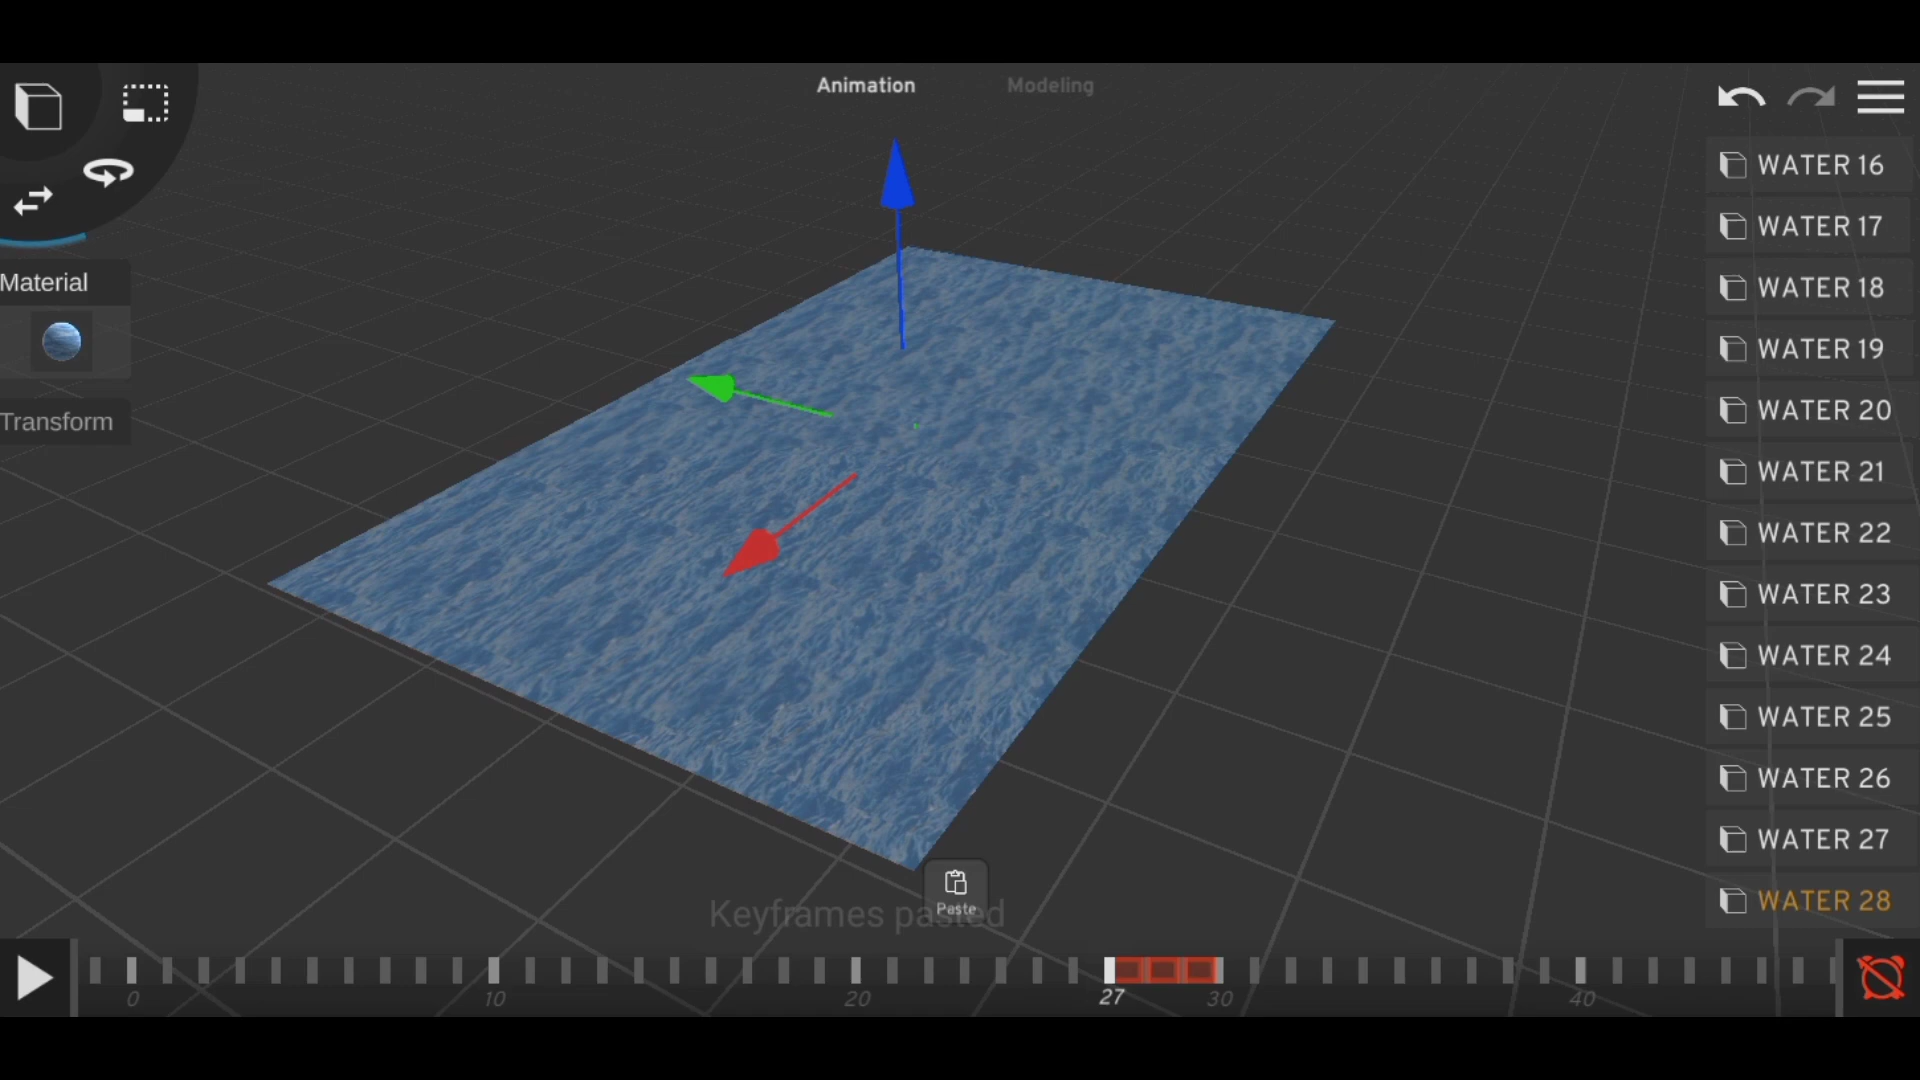 Animation
Modeling
Material
Transform
WATER 16
WATER 17
WATER 18
WATER 19
WATER 20
WATER 21
WATER 22
WATER 23
WATER 24
WATER 25
WATER 26
WATER 27
WATER 28
Paste
Keyframes pasted
0 10 20 27 30 40